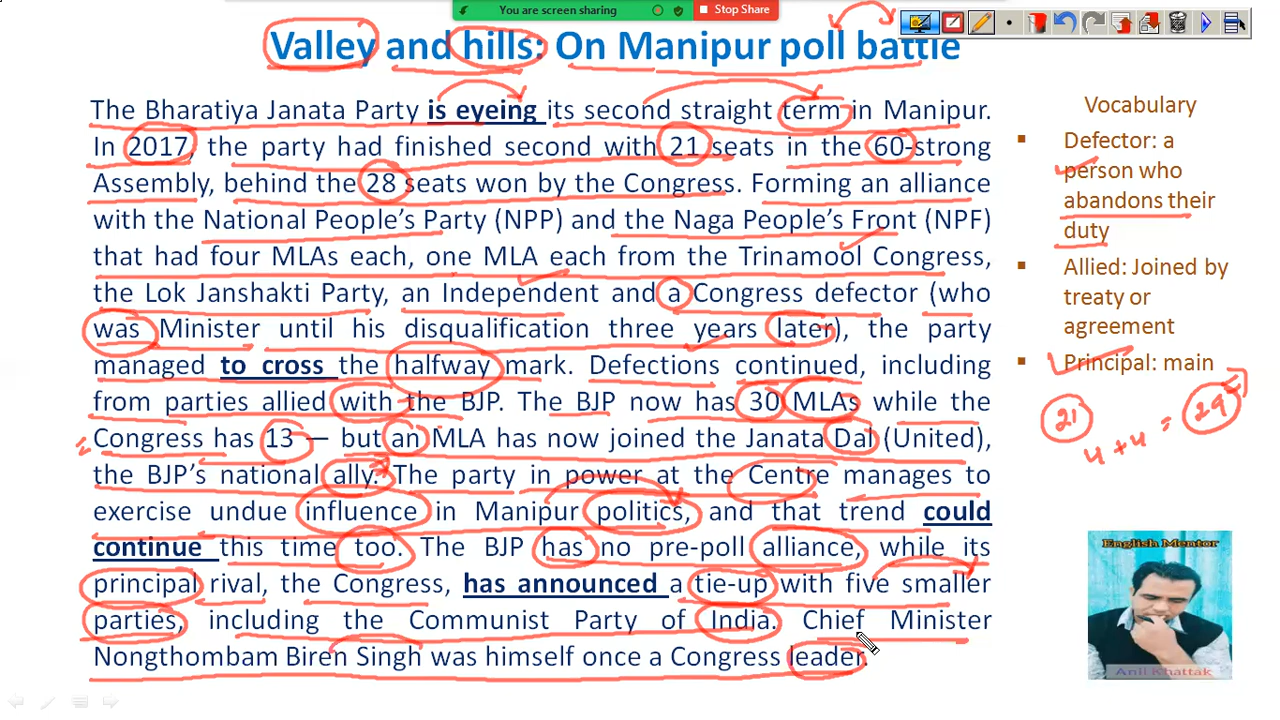 You are screen sharing
Stop Share
Valley and hills: On Manipur poll battle
The Bharatiya Janata Party is eyeing its second straight term in Manipur.
In 2017, the party had finished second with 21 seats in the 60-strong
Assembly, behind the 28 seats won by the Congress. Forming an alliance
with the National People's Party (NPP) and the Naga People's Front (NPF)
that had four MLAs each, one MLA each from the Trinamool Congress,
the Lok Janshakti Party, an Independent and a Congress defector (who
was Minister until his disqualification three years later), the party
managed to cross the halfway mark. Defections continued, including
from parties allied with the BJP. The BJP now has 30 MLAs while the
Congress has 13 — but an MLA has now joined the Janata Dal (United),
the BJP's national ally. The party in power at the Centre manages to
exercise undue influence in Manipur politics, and that trend could
continue this time too. The BJP has no pre-poll alliance, while its
principal rival, the Congress, has announced a tie-up with five smaller
parties, including the Communist Party of India. Chief Minister
Nongthombam Biren Singh was himself once a Congress leader.
Vocabulary
Defector: a
person who
abandons their
duty
Allied: Joined by
treaty or
agreement
Principal: main
21
4+4 = 29
English Mentor
Anil Khattak